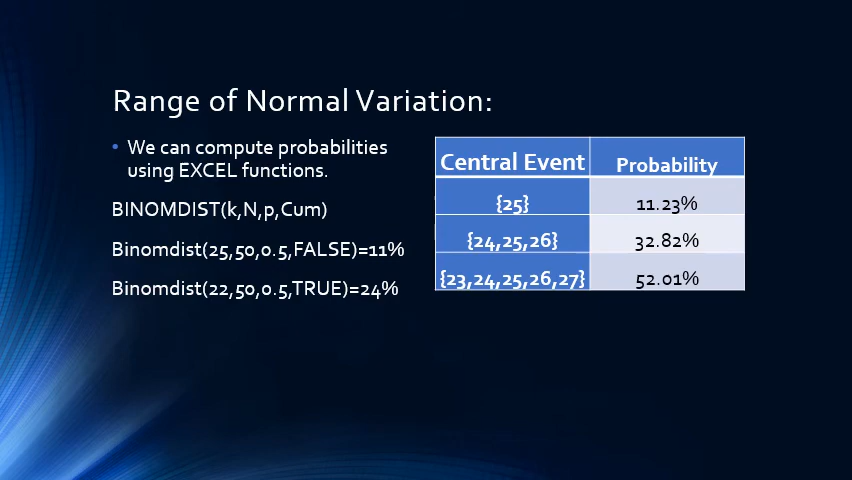 Range of Normal Variation:
• We can compute probabilities
using EXCEL functions.
BINOMDIST(k,N,p,Cum)
Binomdist(25,50,0.5,FALSE)=11%
Binomdist(22,50,0.5,TRUE)=24%
Central Event Probability
{25} 11.23%
{24,25,26} 32.82%
{23,24,25,26,27} 52.01%